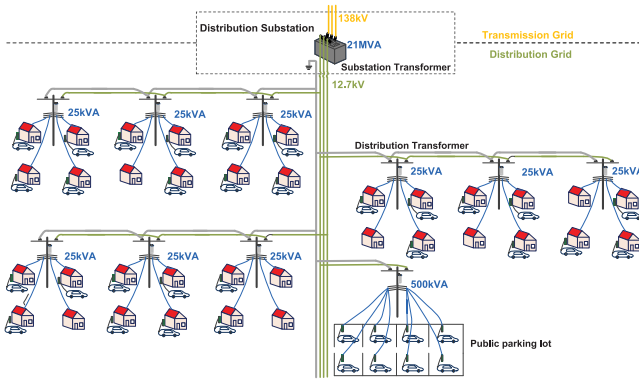 138kV
Distribution Substation
Transmission Grid
21MVA
Distribution Grid
Substation Transformer
12.7kV
25kVA
25kVA
25kVA
Distribution Transformer
25kVA
25kVA
25kVA
25kVA
25kVA
25kVA
500kVA
Public parking lot